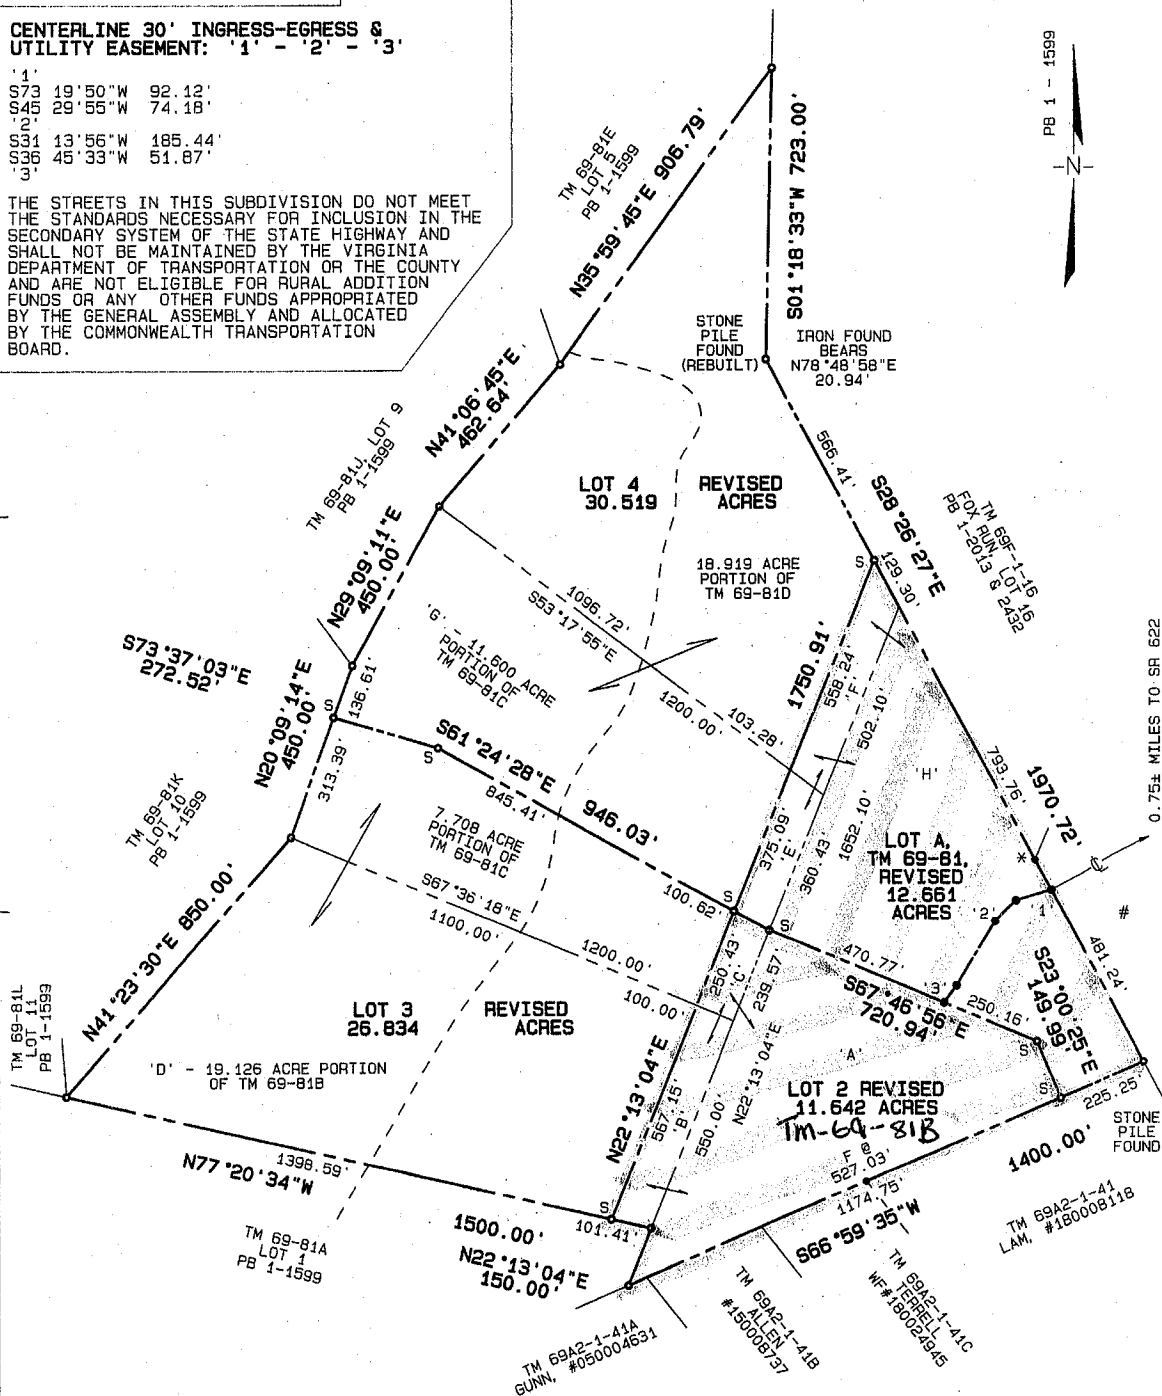 CENTERLINE 30' INGRESS-EGRESS &
UTILITY EASEMENT: '1' - '2' - '3'
'1'
S73 19'50"W 92.12'
S45 29'55"W 74.18'
'2'
S31 13'56"W 185.44'
S36 45'33"W 51.87'
'3'
THE STREETS IN THIS SUBDIVISION DO NOT MEET
THE STANDARDS NECESSARY FOR INCLUSION IN THE
SECONDARY SYSTEM OF THE STATE HIGHWAY AND
SHALL NOT BE MAINTAINED BY THE VIRGINIA
DEPARTMENT OF TRANSPORTATION OR THE COUNTY
AND ARE NOT ELIGIBLE FOR RURAL ADDITION
FUNDS OR ANY OTHER FUNDS APPROPRIATED
BY THE GENERAL ASSEMBLY AND ALLOCATED
BY THE COMMONWEALTH TRANSPORTATION
BOARD.
PB 1 - 1599
-N-
TM 69-81E
LOT 5
PB 1-1599
N35°59'45"E 906.79'
S01°18'33"W 723.00'
STONE
PILE
FOUND
(REBUILT)
IRON FOUND
BEARS
N78°48'58"E
20.94'
N41°06'45"E
462.64'
TM 69-81J, LOT 9
PB 1-1599
LOT 4 REVISED
30.519 ACRES
566.41'
S28°26'27"E
TM 69F-1-16
FOX RUN, LOT 16
PB 1-2013 & 2432
18.919 ACRE
PORTION OF
TM 69-81D
S
129.30'
N29°09'11"E
450.00'
1096.72'
S53°17'55"E
'G' - 11.600 ACRE
PORTION OF
TM 69-81C
1200.00'
103.28'
1750.91'
558.24'
'F'
502.10'
S73°37'03"E
272.52'
N20°09'14"E
450.00'
136.61'
S
313.39'
S
S61°24'28"E
845.41'
946.03'
'H'
793.76'
1970.72'
0.75± MILES TO SR 622
TM 69-81K
LOT 10
PB 1-1599
7.708 ACRE
PORTION OF
TM 69-81C
375.09'
'E'
360.43'
1652.10'
LOT A,
TM 69-81,
REVISED
12.661
ACRES
*
'2'
1'
#
481.24'
S67°36'18"E
1100.00'
1200.00'
100.00'
100.62'
S
S
250.43'
'C'
239.57'
470.77'
S67°46'56"E
720.94'
'3'
250.16'
S23°00'25"E
149.99'
S
N41°23'30"E 850.00'
TM 69-81L
LOT 11
PB 1-1599
LOT 3 REVISED
26.834 ACRES
'D' - 19.126 ACRE PORTION
OF TM 69-81B
N22°13'04"E
567.15'
'B'
550.00'
N22°13'04"E
'A'
LOT 2 REVISED
11.642 ACRES
TM-69-81B
S
225.25'
STONE
PILE
FOUND
1398.59'
N77°20'34"W
S
101.41'
1500.00'
N22°13'04"E
150.00'
F @
527.03'
1174.75'
S66°59'35"W
1400.00'
TM 69A2-1-41
LAM, #180008118
TM 69-81A
LOT 1
PB 1-1599
TM 69A2-1-41A
GUNN, #050004631
TM 69A2-1-41B
ALLEN
#150008737
TM 69A2-1-41C
TERRELL
WF#180024945